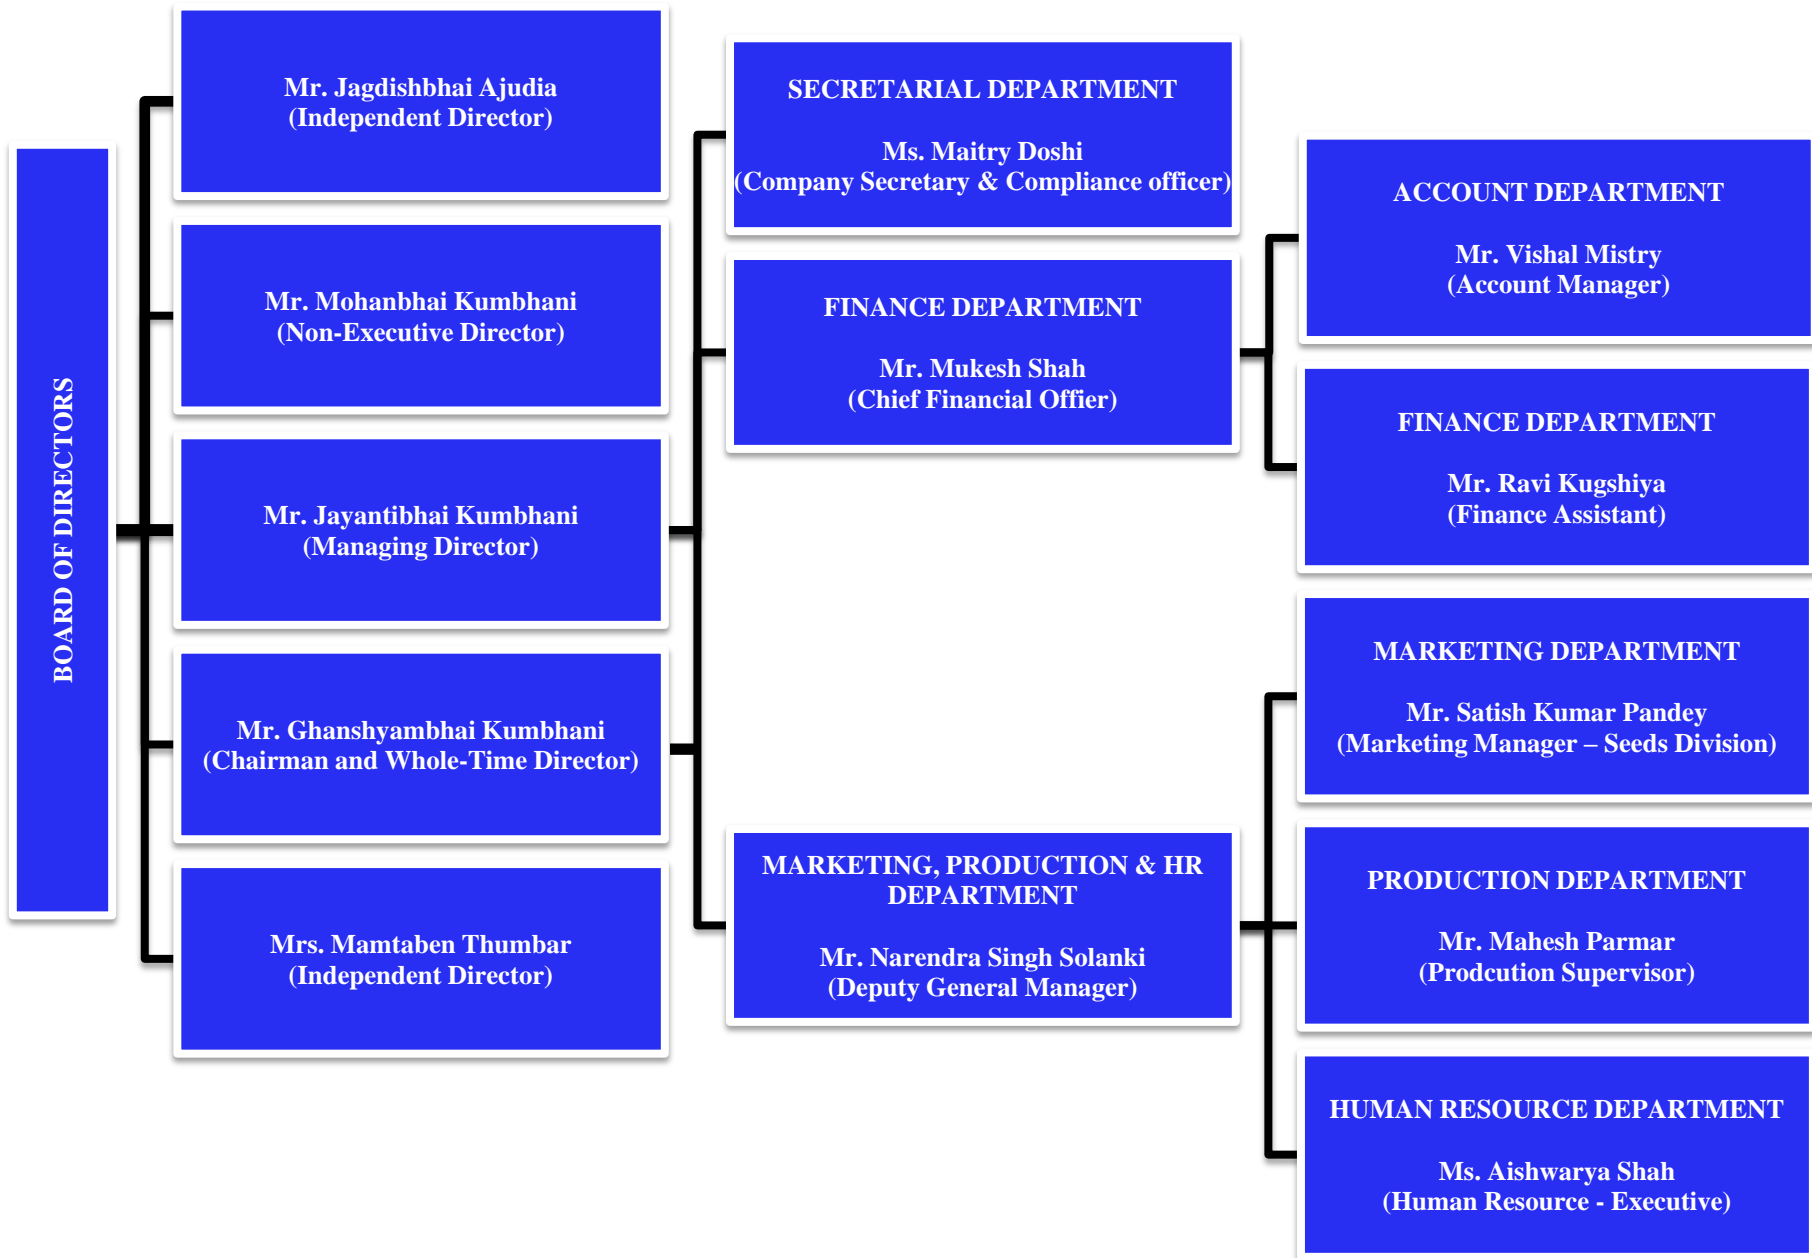 BOARD OF DIRECTORS
Mr. Jagdishbhai Ajudia
(Independent Director)
Mr. Mohanbhai Kumbhani
(Non-Executive Director)
Mr. Jayantibhai Kumbhani
(Managing Director)
Mr. Ghanshyambhai Kumbhani
(Chairman and Whole-Time Director)
Mrs. Mamtaben Thumbar
(Independent Director)
SECRETARIAL DEPARTMENT
Ms. Maitry Doshi
(Company Secretary & Compliance officer)
FINANCE DEPARTMENT
Mr. Mukesh Shah
(Chief Financial Offier)
MARKETING, PRODUCTION & HR
DEPARTMENT
Mr. Narendra Singh Solanki
(Deputy General Manager)
ACCOUNT DEPARTMENT
Mr. Vishal Mistry
(Account Manager)
FINANCE DEPARTMENT
Mr. Ravi Kugshiya
(Finance Assistant)
MARKETING DEPARTMENT
Mr. Satish Kumar Pandey
(Marketing Manager – Seeds Division)
PRODUCTION DEPARTMENT
Mr. Mahesh Parmar
(Prodcution Supervisor)
HUMAN RESOURCE DEPARTMENT
Ms. Aishwarya Shah
(Human Resource - Executive)